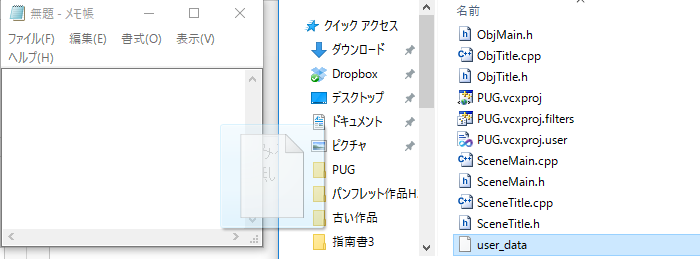 無題 - メモ帳
ファイル(F) 編集(E) 書式(O) 表示(V)
ヘルプ(H)
クイック アクセス
ダウンロード
Dropbox
デスクトップ
ドキュメント
ピクチャ
PUG
パンフレット作品H.
古い作品
指南書3
名前
ObjMain.h
ObjTitle.cpp
ObjTitle.h
PUG.vcxproj
PUG.vcxproj.filters
PUG.vcxproj.user
SceneMain.cpp
SceneMain.h
SceneTitle.cpp
SceneTitle.h
user_data